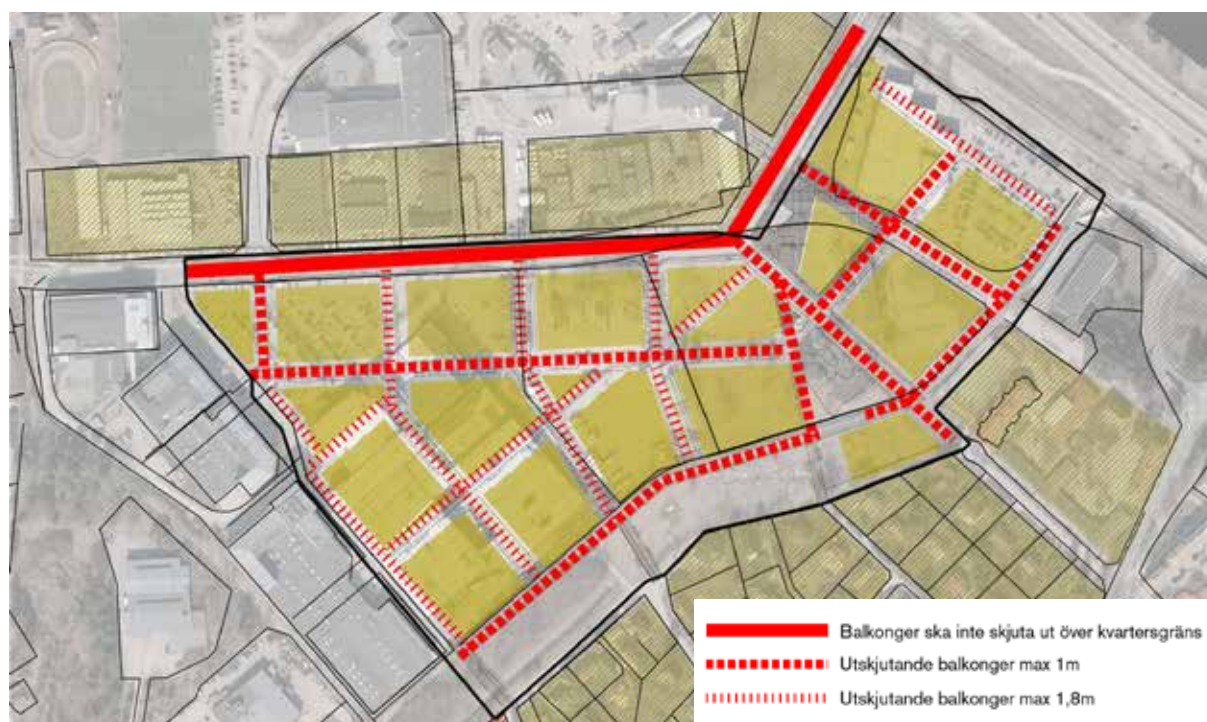 Balkonger ska inte skjuta ut över kvartersgräns
Utskjutande balkonger max 1m
Utskjutande balkonger max 1,8m